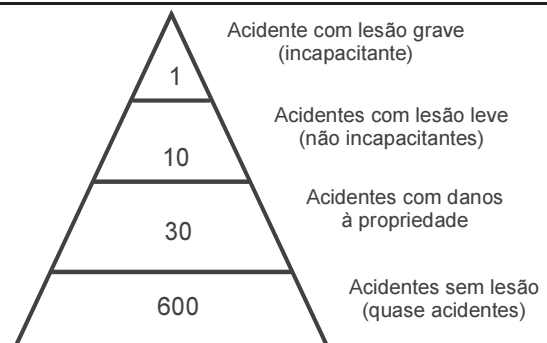 Acidente com lesão grave
(incapacitante)
1
Acidentes com lesão leve
(não incapacitantes)
10
Acidentes com danos
à propriedade
30
Acidentes sem lesão
(quase acidentes)
600